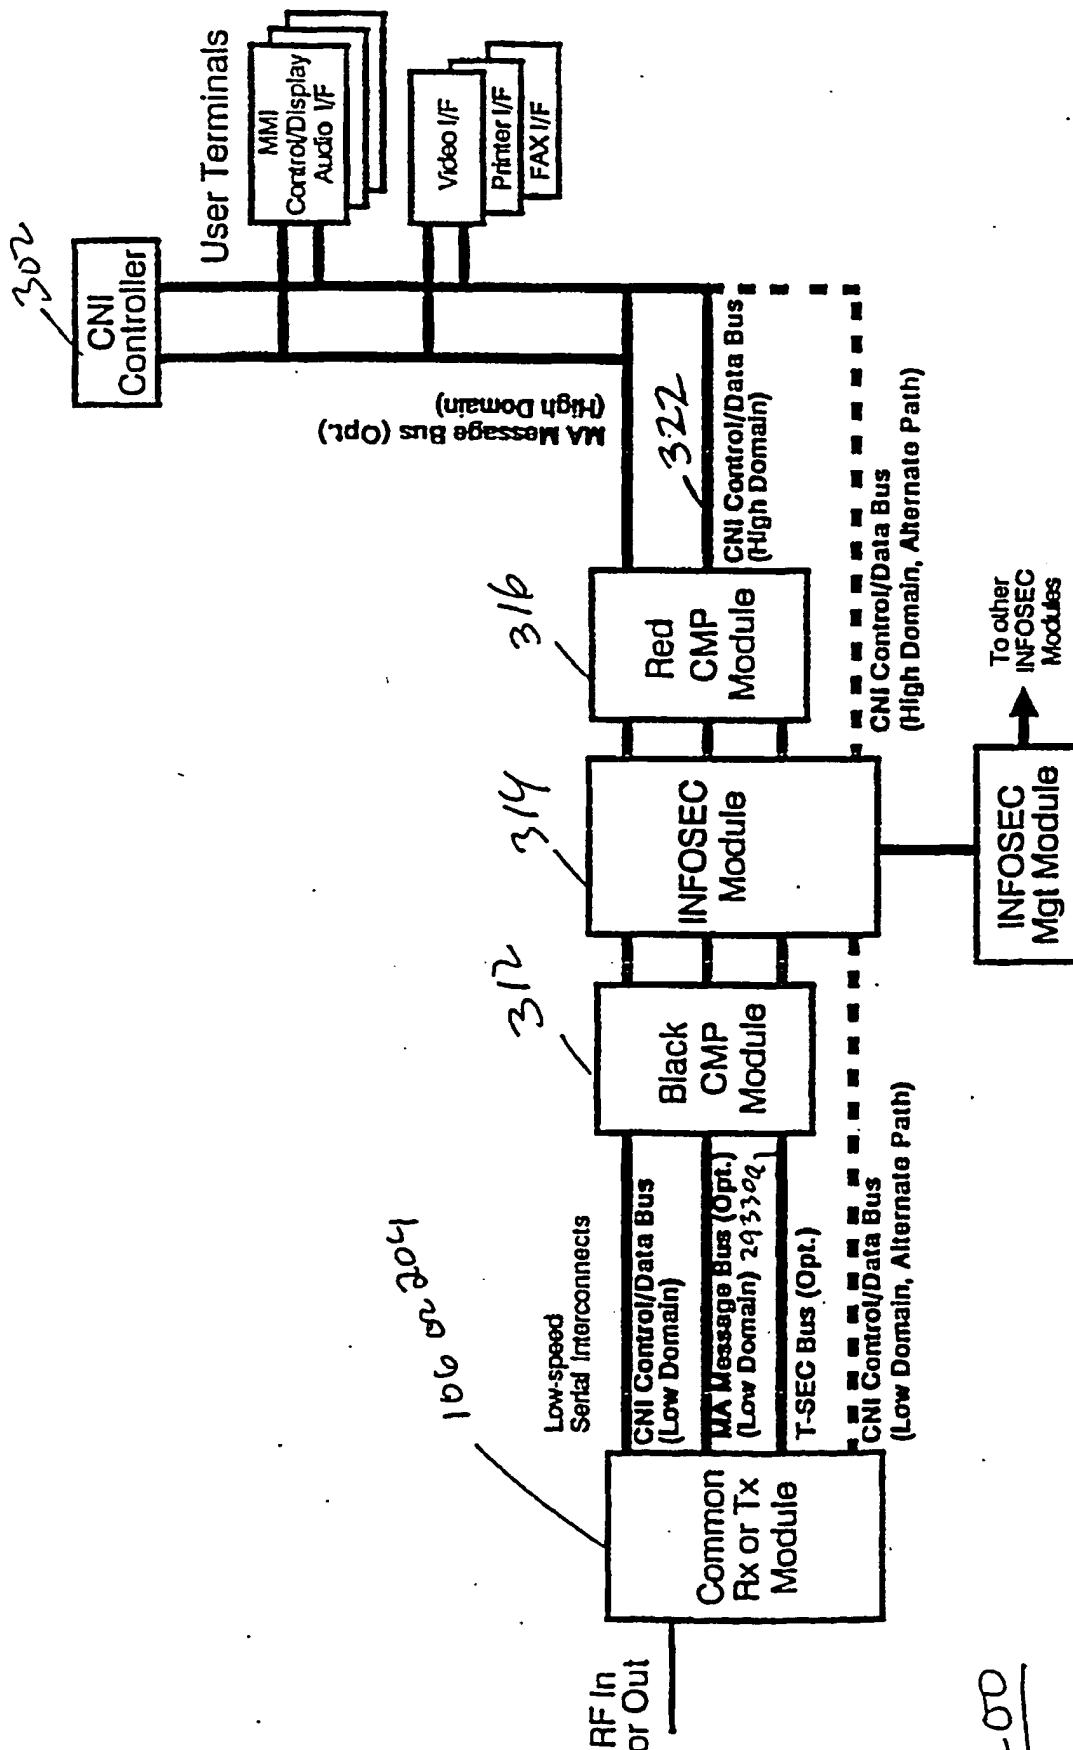 302
CNI
Controller
User Terminals
MMI
Control/Display
Audio I/F
Video I/F
Printer I/F
FAX I/F
MA Message Bus (Opt.)
(High Domain)
322
CNI Control/Data Bus
(High Domain)
CNI Control/Data Bus
(High Domain, Alternate Path)
316
Red
CMP
Module
314
INFOSEC
Module
INFOSEC
Mgt Module
To other
INFOSEC
Modules
312
Black
CMP
Module
Low-speed
Serial Interconnects
CNI Control/Data Bus
(Low Domain)
MA Message Bus (Opt.)
(Low Domain)
T-SEC Bus (Opt.)
CNI Control/Data Bus
(Low Domain, Alternate Path)
106 or 204
Common
Rx or Tx
Module
RF In
or Out